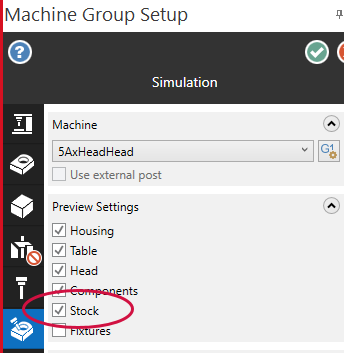 Machine Group Setup
?
Simulation
Machine
5AxHeadHead
G1
Use external post
Preview Settings
Housing
Table
Head
Components
Stock
Fixtures